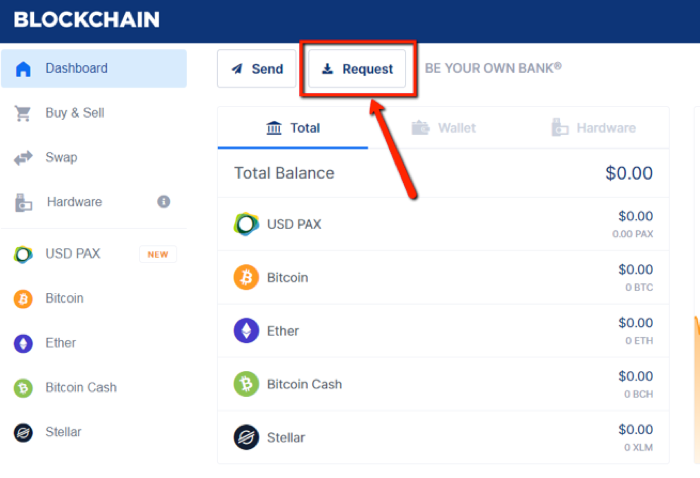 BLOCKCHAIN
Dashboard
Buy & Sell
Swap
Hardware
USD PAX NEW
Bitcoin
Ether
Bitcoin Cash
Stellar
Send Request BE YOUR OWN BANK®
Total Wallet Hardware
Total Balance $0.00
USD PAX $0.00
0.00 PAX
Bitcoin $0.00
0 BTC
Ether $0.00
0 ETH
Bitcoin Cash $0.00
0 BCH
Stellar $0.00
0 XLM